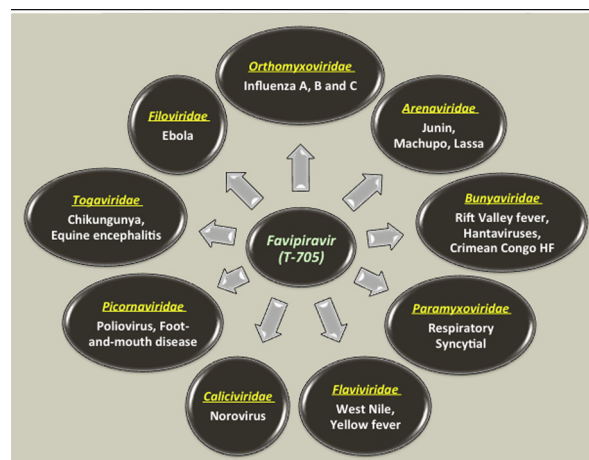 Orthomyxoviridae
Influenza A, B and C
Arenaviridae
Junin,
Machupo, Lassa
Bunyaviridae
Rift Valley fever,
Hantaviruses,
Crimean Congo HF
Paramyxoviridae
Respiratory
Syncytial
Flaviviridae
West Nile,
Yellow fever
Caliciviridae
Norovirus
Picornaviridae
Poliovirus, Foot-
and-mouth disease
Togaviridae
Chikungunya,
Equine encephalitis
Filoviridae
Ebola
Favipiravir
(T-705)